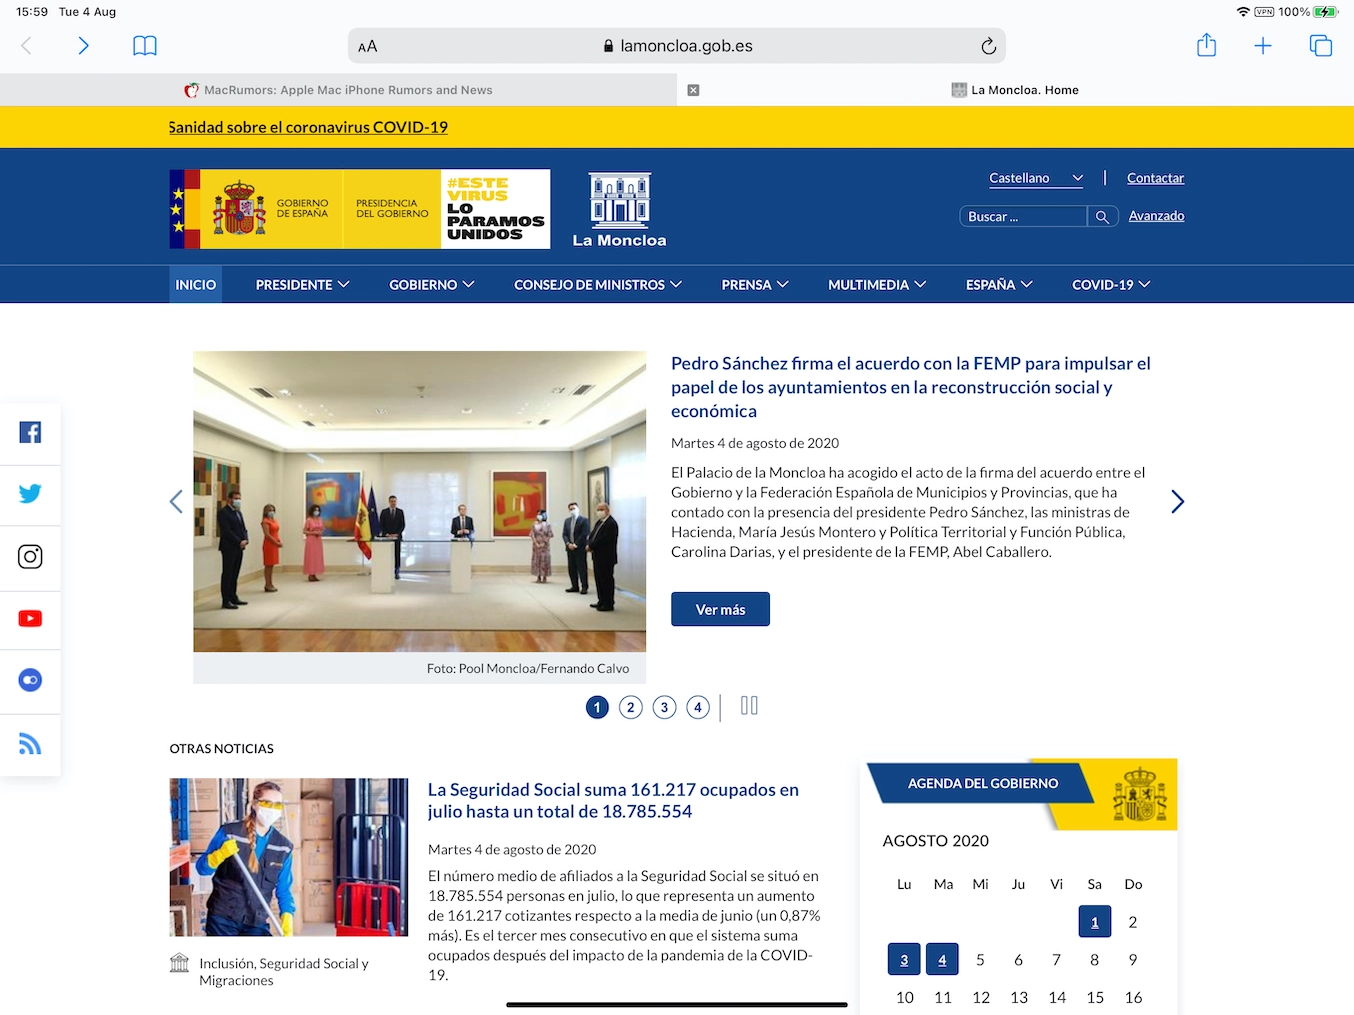 15:59 Tue 4 Aug
VPN 100%
AA lamoncloa.gob.es
MacRumors: Apple Mac iPhone Rumors and News
La Moncloa. Home
Sanidad sobre el coronavirus COVID-19
GOBIERNO
DE ESPAÑA
PRESIDENCIA
DEL GOBIERNO
#ESTE
VIRUS
LO
PARAMOS
UNIDOS
La Moncloa
Castellano
Contactar
Buscar ...
Avanzado
INICIO
PRESIDENTE
GOBIERNO
CONSEJO DE MINISTROS
PRENSA
MULTIMEDIA
ESPAÑA
COVID-19
Pedro Sánchez firma el acuerdo con la FEMP para impulsar el
papel de los ayuntamientos en la reconstrucción social y
económica
Martes 4 de agosto de 2020
El Palacio de la Moncloa ha acogido el acto de la firma del acuerdo entre el
Gobierno y la Federación Española de Municipios y Provincias, que ha
contado con la presencia del presidente Pedro Sánchez, las ministras de
Hacienda, María Jesús Montero y Política Territorial y Función Pública,
Carolina Darias, y el presidente de la FEMP, Abel Caballero.
Ver más
Foto: Pool Moncloa/Fernando Calvo
1 2 3 4
OTRAS NOTICIAS
La Seguridad Social suma 161.217 ocupados en
julio hasta un total de 18.785.554
Martes 4 de agosto de 2020
El número medio de afiliados a la Seguridad Social se situó en
18.785.554 personas en julio, lo que representa un aumento
de 161.217 cotizantes respecto a la media de junio (un 0,87%
más). Es el tercer mes consecutivo en que el sistema suma
ocupados después del impacto de la pandemia de la COVID-
19.
Inclusión, Seguridad Social y
Migraciones
AGENDA DEL GOBIERNO
AGOSTO 2020
Lu Ma Mi Ju Vi Sa Do
1 2
3 4 5 6 7 8 9
10 11 12 13 14 15 16